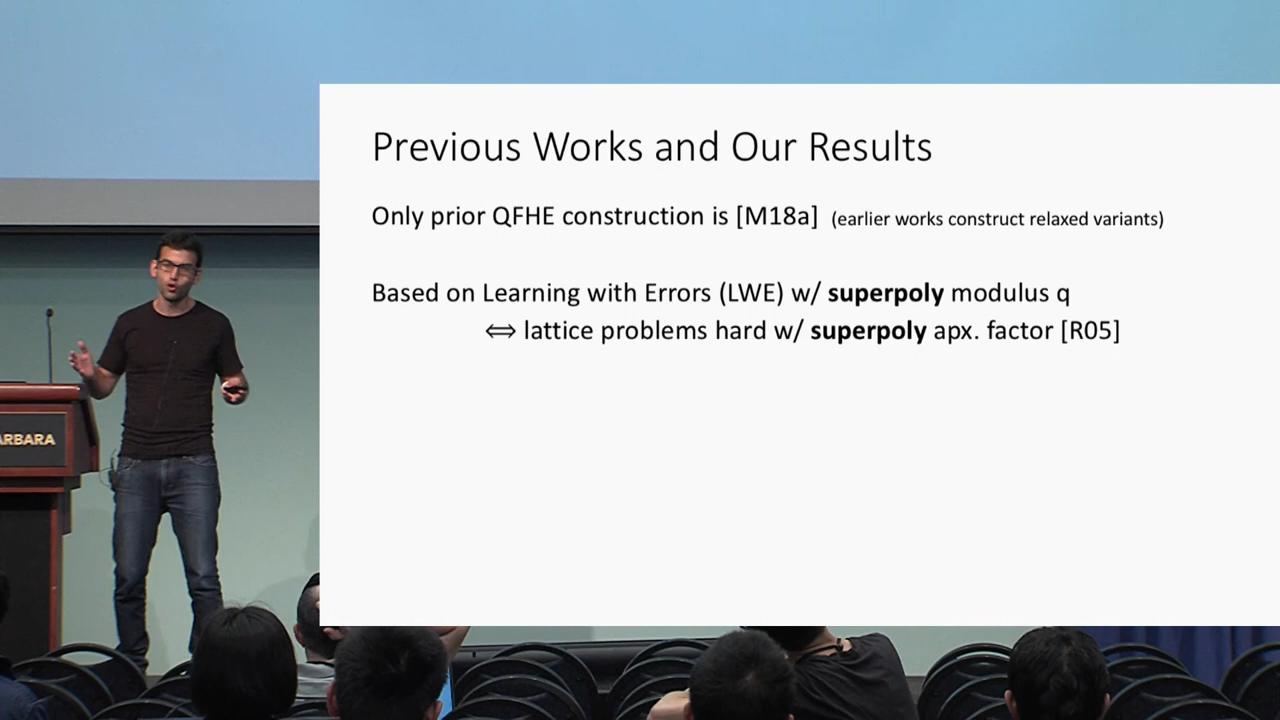 Previous Works and Our Results
Only prior QFHE construction is [M18a] (earlier works construct relaxed variants)
Based on Learning with Errors (LWE) w/ superpoly modulus q
⟺ lattice problems hard w/ superpoly apx. factor [R05]
ARBARA